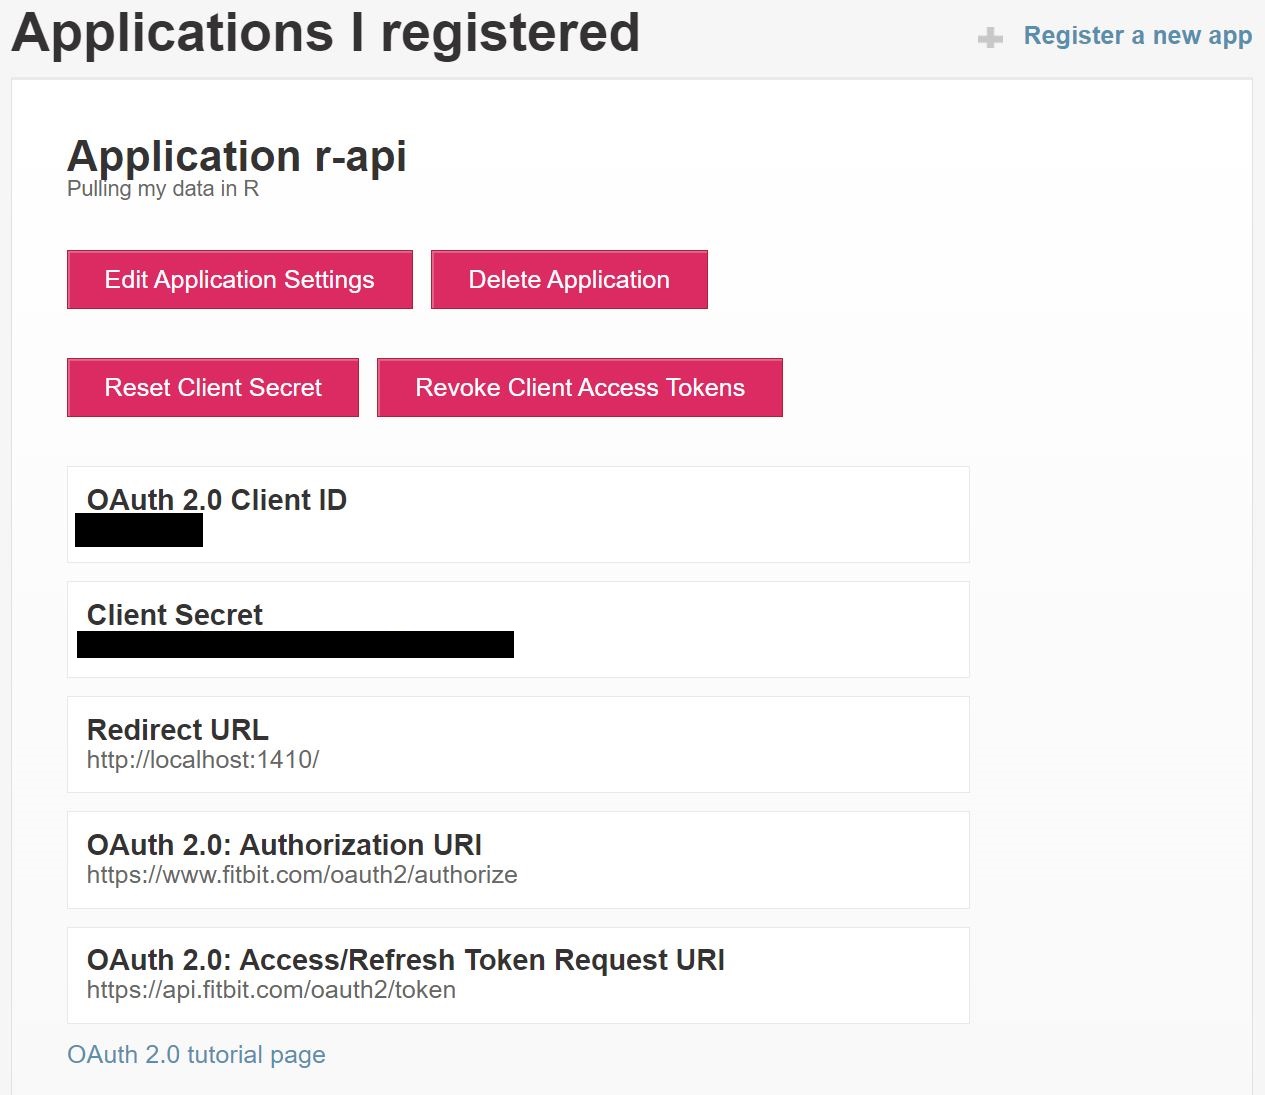 Applications I registered
Register a new app
Application r-api
Pulling my data in R
Edit Application Settings
Delete Application
Reset Client Secret
Revoke Client Access Tokens
OAuth 2.0 Client ID
Client Secret
Redirect URL
http://localhost:1410/
OAuth 2.0: Authorization URI
https://www.fitbit.com/oauth2/authorize
OAuth 2.0: Access/Refresh Token Request URI
https://api.fitbit.com/oauth2/token
OAuth 2.0 tutorial page